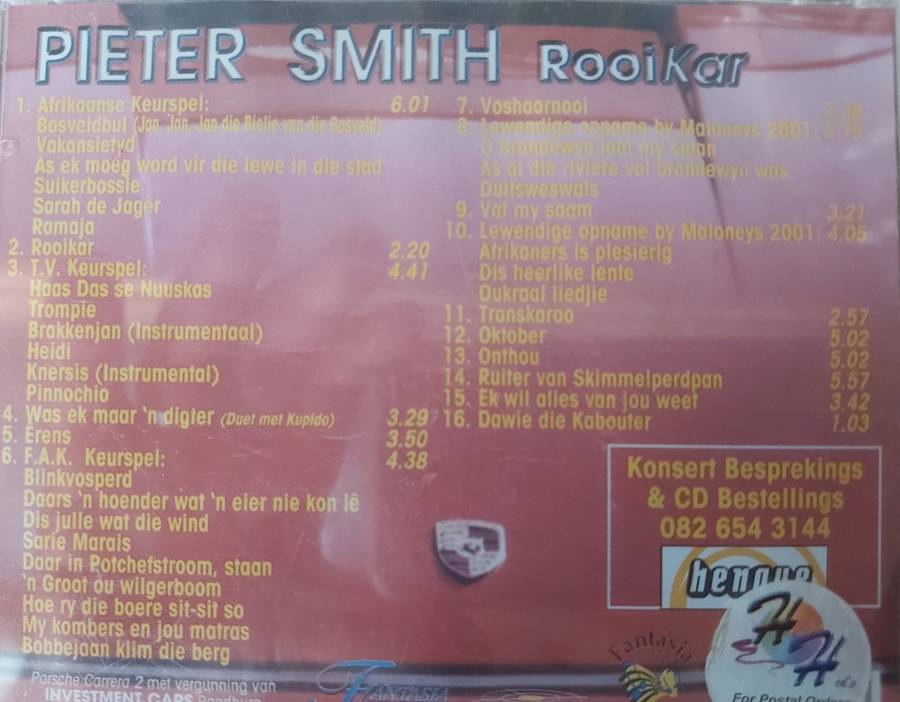 PIETER SMITH RooiKar
1. Afrikaanse Keurspel: 6.01
Bosveldbul (Jan, Jan, Jan die Bielie van die Bosveld)
Vakansietyd
As ek moeg word vir die lewe in die stad
Suikerbossie
Sarah de Jager
Ramaja
2. Rooikar 2.20
3. T.V. Keurspel: 4.41
Haas Das se Nuuskas
Trompie
Brakkenjan (Instrumentaal)
Heidi
Knersis (Instrumental)
Pinnochio
4. Was ek maar 'n digter (Duet met Kupido) 3.29
5. Êrens 3.50
6. F.A.K. Keurspel: 4.38
Blinkvosperd
Daars 'n hoender wat 'n eier nie kon lê
Dis julle wat die wind
Sarie Marais
Daar in Potchefstroom, staan
'n Groot ou wilgerboom
Hoe ry die boere sit-sit so
My kombers en jou matras
Bobbejaan klim die berg
7. Voshaarnooi
8. Lewendige opname by Maloneys 2001:
O Brandewyn laat my staan
As al die riviere vol brandewyn was
Duitsweswals
9. Vat my saam 3.21
10. Lewendige opname by Maloneys 2001: 4.05
Afrikaners is plesierig
Dis heerlike lente
Oukraal liedjie
11. Transkaroo 2.57
12. Oktober 5.02
13. Onthou 5.02
14. Ruiter van Skimmelperdpan 5.57
15. Ek wil alles van jou weet 3.42
16. Dawie die Kabouter 1.03
Konsert Besprekings
& CD Bestellings
082 654 3144
H
H
For Postal Orders
Fantasia
FANTASIA
Porsche Carrera 2 met vergunning van
INVESTMENT CARS